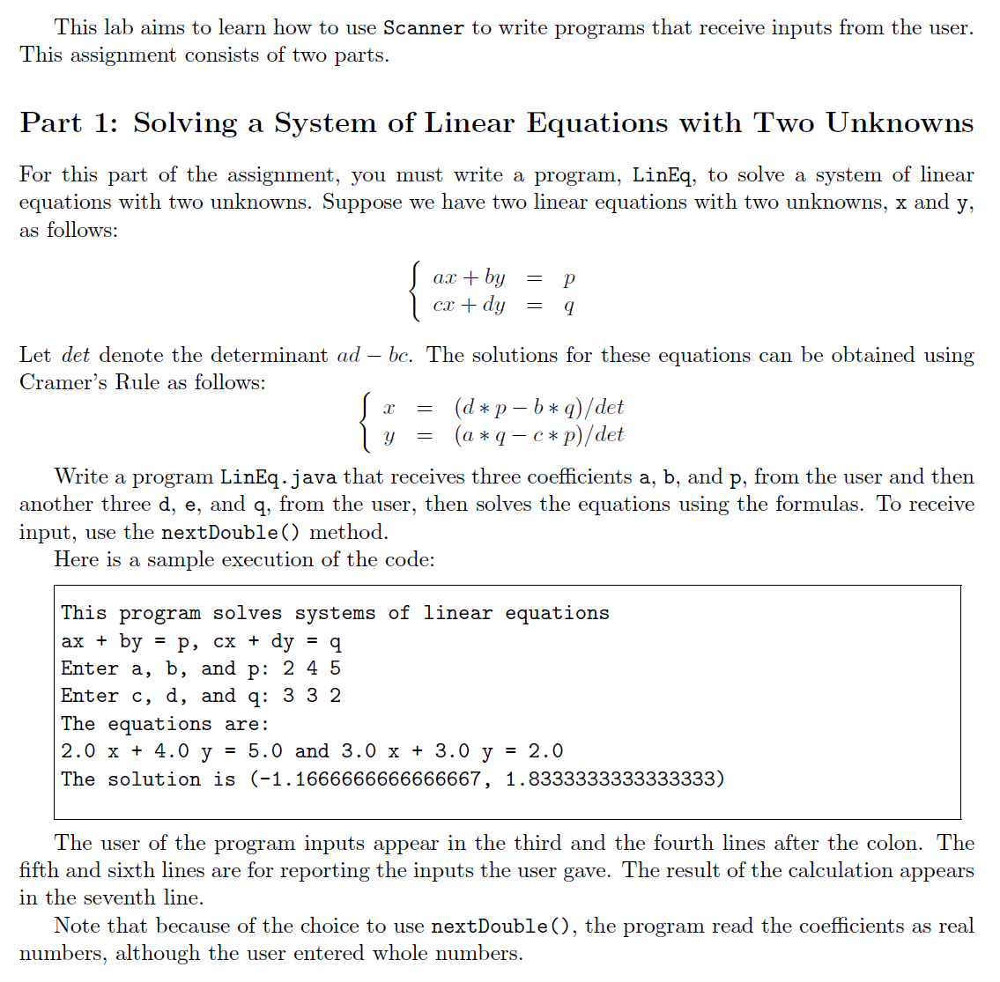 This lab aims to learn how to use Scanner to write programs that receive inputs from the user.
This assignment consists of two parts.
Part 1: Solving a System of Linear Equations with Two Unknowns
For this part of the assignment, you must write a program, LinEq, to solve a system of linear
equations with two unknowns. Suppose we have two linear equations with two unknowns, x and y,
as follows:
{ ax + by = p
cx + dy = q
Let det denote the determinant ad − bc. The solutions for these equations can be obtained using
Cramer's Rule as follows:
{ x = (d ∗ p − b ∗ q)/det
y = (a ∗ q − c ∗ p)/det
Write a program LinEq.java that receives three coefficients a, b, and p, from the user and then
another three d, e, and q, from the user, then solves the equations using the formulas. To receive
input, use the nextDouble() method.
Here is a sample execution of the code:
This program solves systems of linear equations
ax + by = p, cx + dy = q
Enter a, b, and p: 2 4 5
Enter c, d, and q: 3 3 2
The equations are:
2.0 x + 4.0 y = 5.0 and 3.0 x + 3.0 y = 2.0
The solution is (-1.1666666666666667, 1.8333333333333333)
The user of the program inputs appear in the third and the fourth lines after the colon. The
fifth and sixth lines are for reporting the inputs the user gave. The result of the calculation appears
in the seventh line.
Note that because of the choice to use nextDouble(), the program read the coefficients as real
numbers, although the user entered whole numbers.